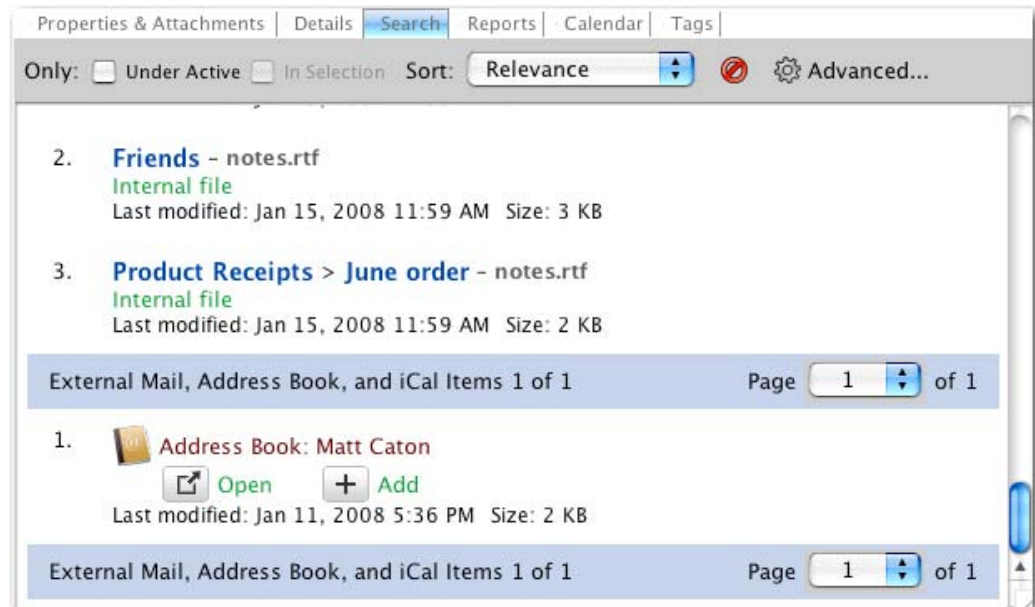 Properties & Attachments | Details Search Reports | Calendar | Tags |
Only: Under Active In Selection Sort: Relevance Advanced...
2. Friends – notes.rtf
Internal file
Last modified: Jan 15, 2008 11:59 AM Size: 3 KB
3. Product Receipts > June order – notes.rtf
Internal file
Last modified: Jan 15, 2008 11:59 AM Size: 2 KB
External Mail, Address Book, and iCal Items 1 of 1 Page 1 of 1
1. Address Book: Matt Caton
Open + Add
Last modified: Jan 11, 2008 5:36 PM Size: 2 KB
External Mail, Address Book, and iCal Items 1 of 1 Page 1 of 1